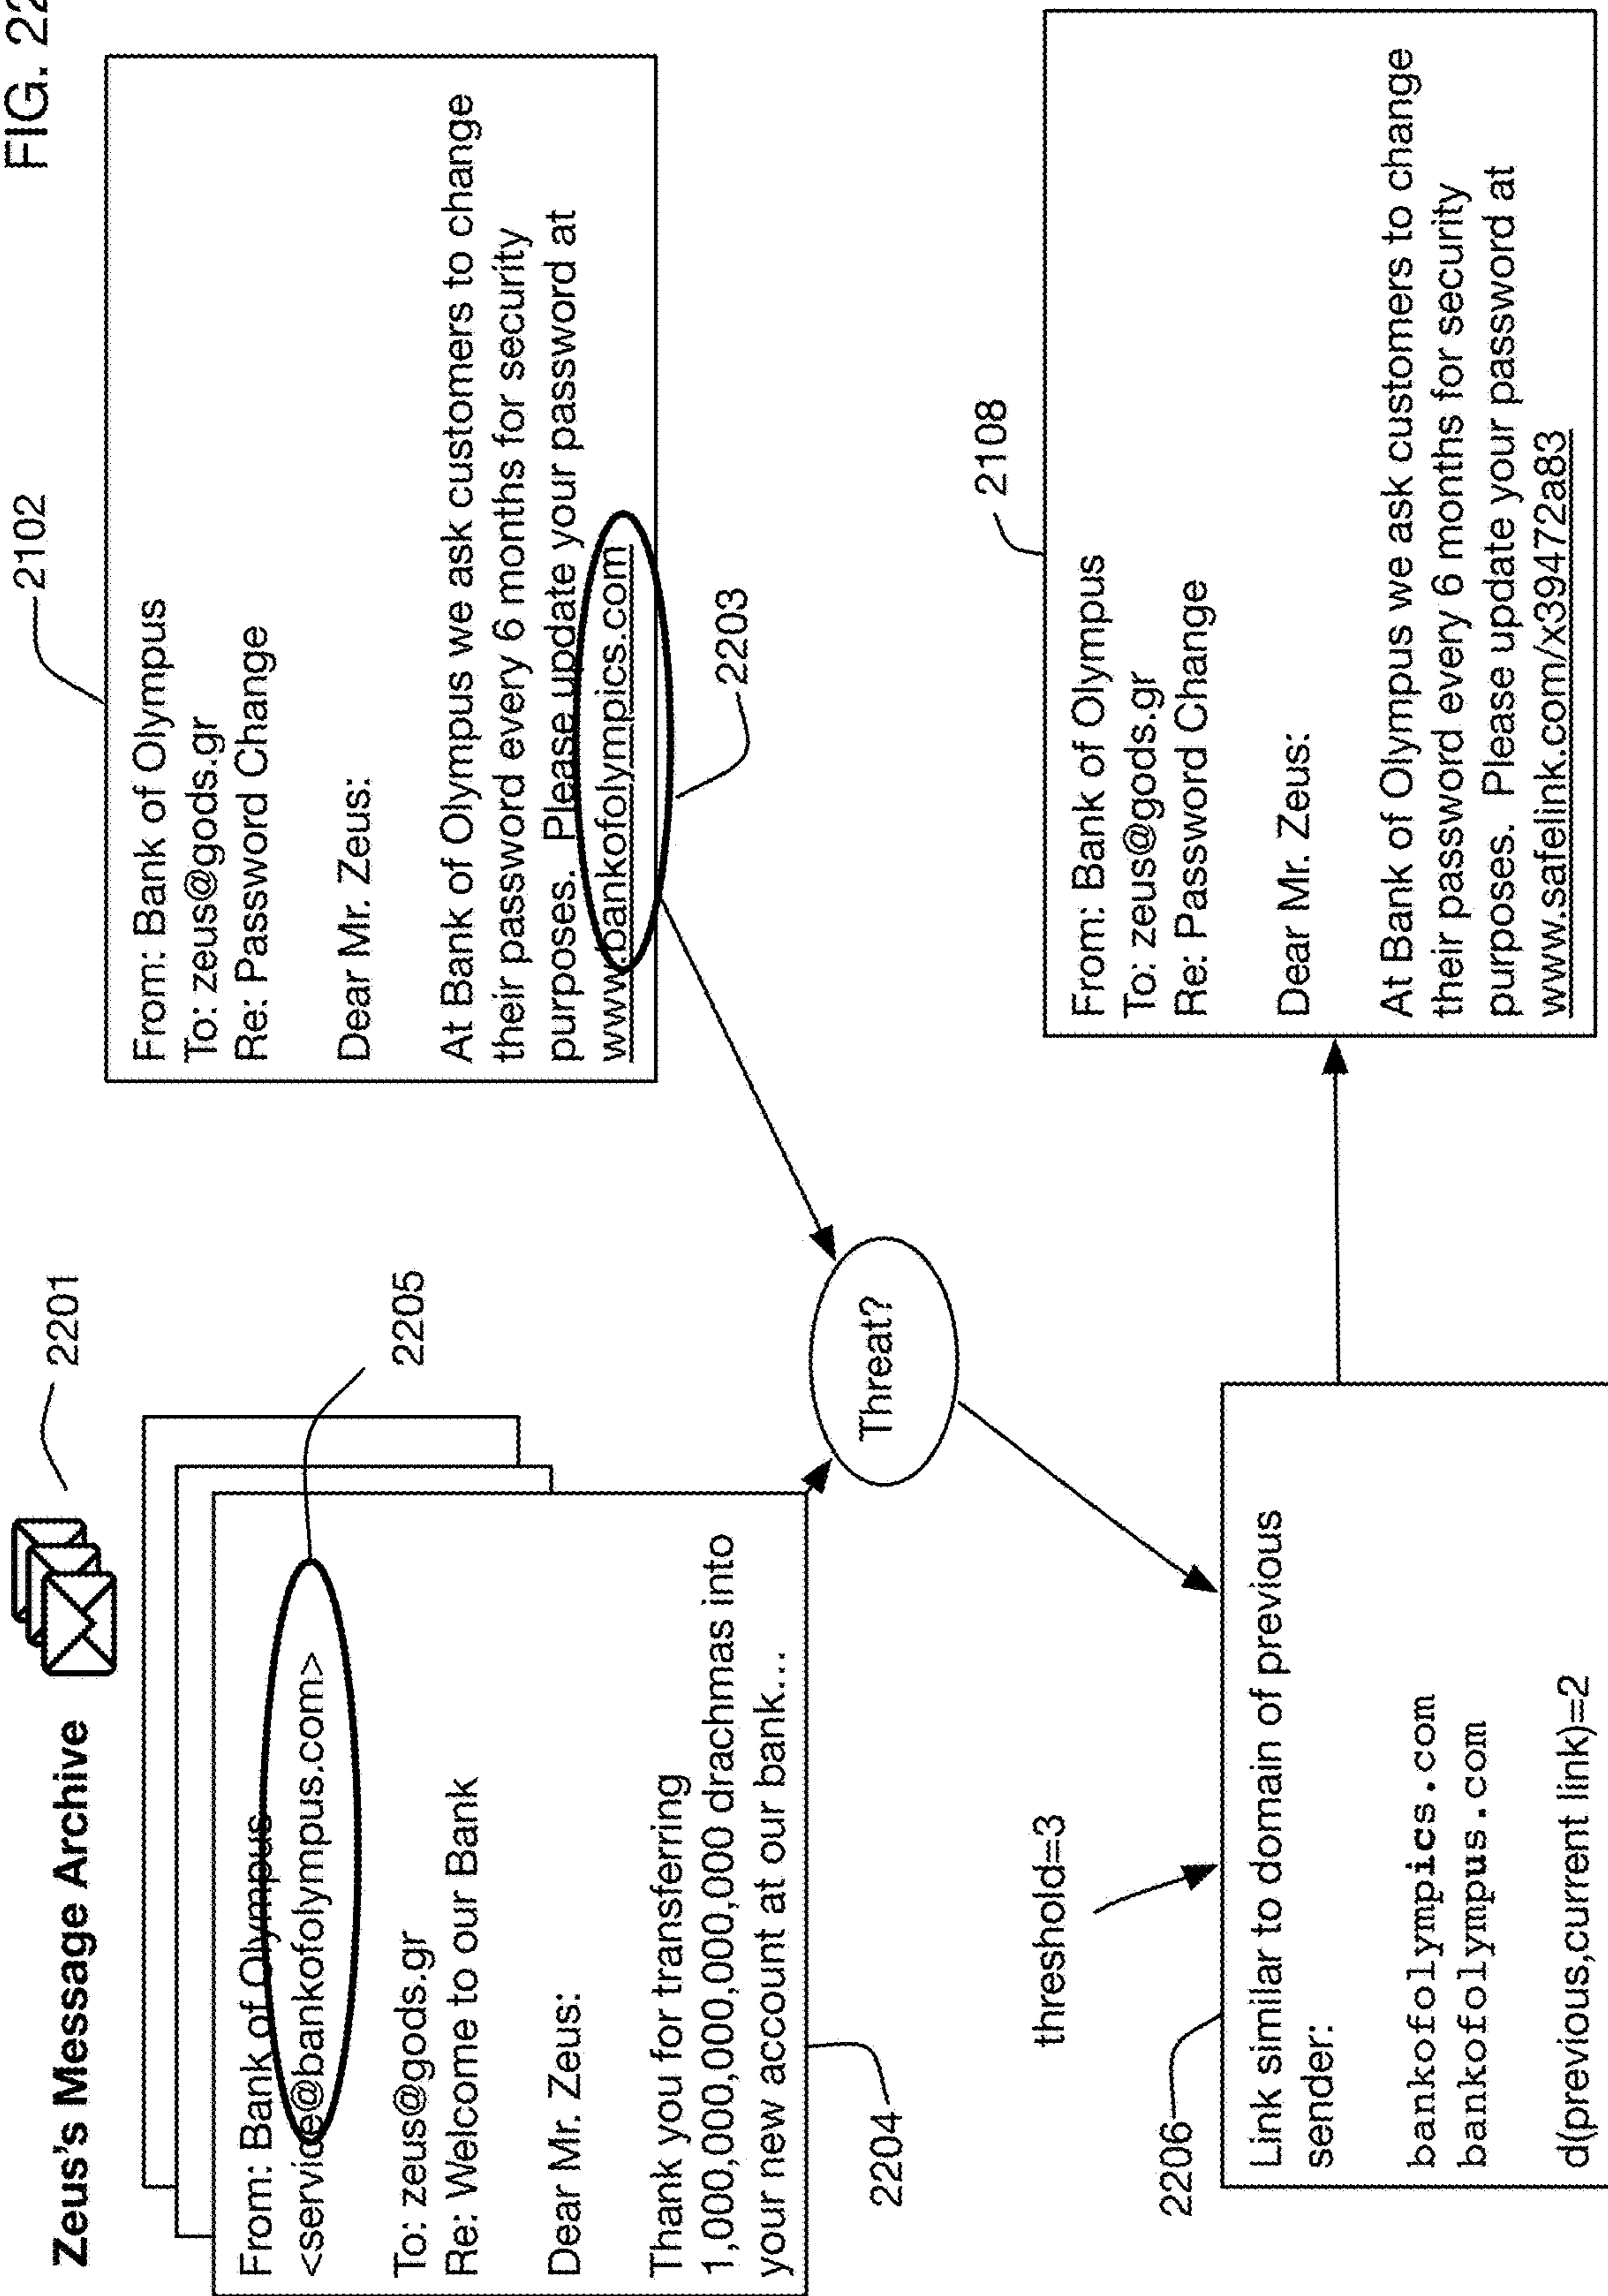 FIG. 22
Zeus's Message Archive
2201
From: Bank of Olympus
<service@bankofolympus.com>
2205
To: zeus@gods.gr
Re: Welcome to our Bank
Dear Mr. Zeus:
Thank you for transferring
1,000,000,000,000,000 drachmas into
your new account at our bank...
2204
2102
From: Bank of Olympus
To: zeus@gods.gr
Re: Password Change
Dear Mr. Zeus:
At Bank of Olympus we ask customers to change
their password every 6 months for security
purposes. Please update your password at
www.bankofolympics.com
2203
Threat?
threshold=3
2206
Link similar to domain of previous
sender:
bankofolympics.com
bankofolympus.com
d(previous,current link)=2
2108
From: Bank of Olympus
To: zeus@gods.gr
Re: Password Change
Dear Mr. Zeus:
At Bank of Olympus we ask customers to change
their password every 6 months for security
purposes. Please update your password at
www.safelink.com/x39472a83